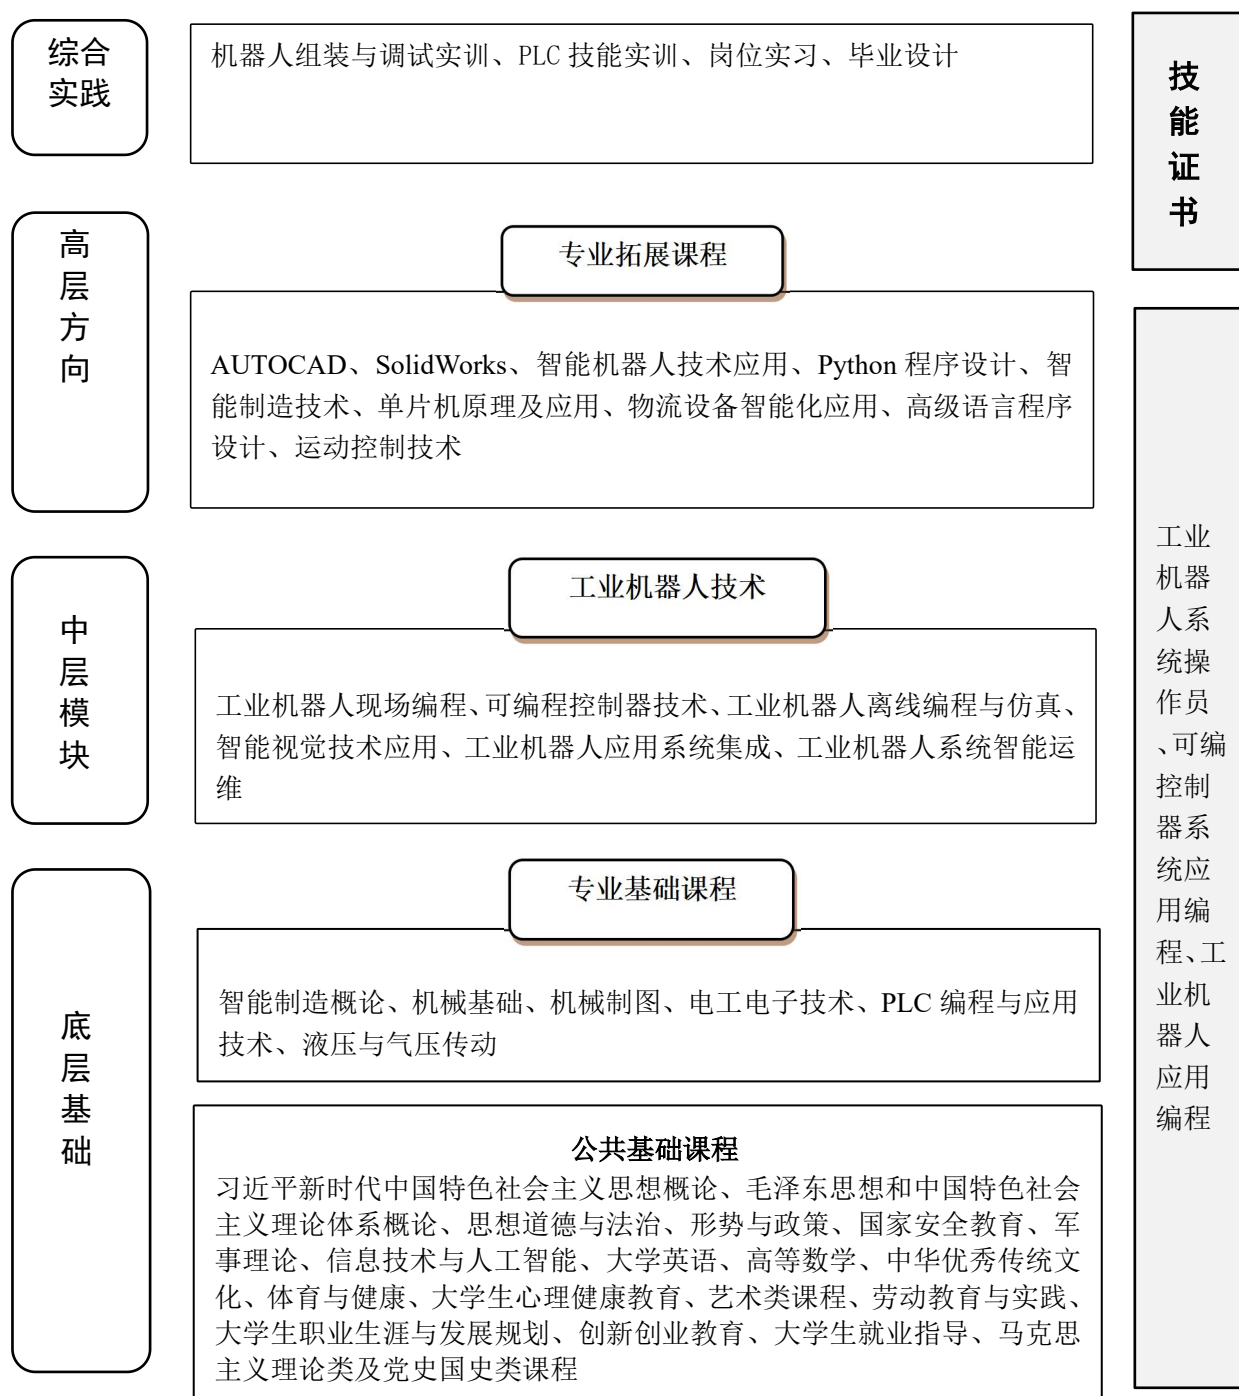 综合
实践
机器人组装与调试实训、PLC 技能实训、岗位实习、毕业设计
高
层
方
向
专业拓展课程
AUTOCAD、SolidWorks、智能机器人技术应用、Python 程序设计、智
能制造技术、单片机原理及应用、物流设备智能化应用、高级语言程序
设计、运动控制技术
中
层
模
块
工业机器人技术
工业机器人现场编程、可编程控制器技术、工业机器人离线编程与仿真、
智能视觉技术应用、工业机器人应用系统集成、工业机器人系统智能运
维
底
层
基
础
专业基础课程
智能制造概论、机械基础、机械制图、电工电子技术、PLC 编程与应用
技术、液压与气压传动
公共基础课程
习近平新时代中国特色社会主义思想概论、毛泽东思想和中国特色社会
主义理论体系概论、思想道德与法治、形势与政策、国家安全教育、军
事理论、信息技术与人工智能、大学英语、高等数学、中华优秀传统文
化、体育与健康、大学生心理健康教育、艺术类课程、劳动教育与实践、
大学生职业生涯与发展规划、创新创业教育、大学生就业指导、马克思
主义理论类及党史国史类课程
技
能
证
书
工业
机器
人系
统操
作员
、可编
控制
器系
统应
用编
程、工
业机
器人
应用
编程